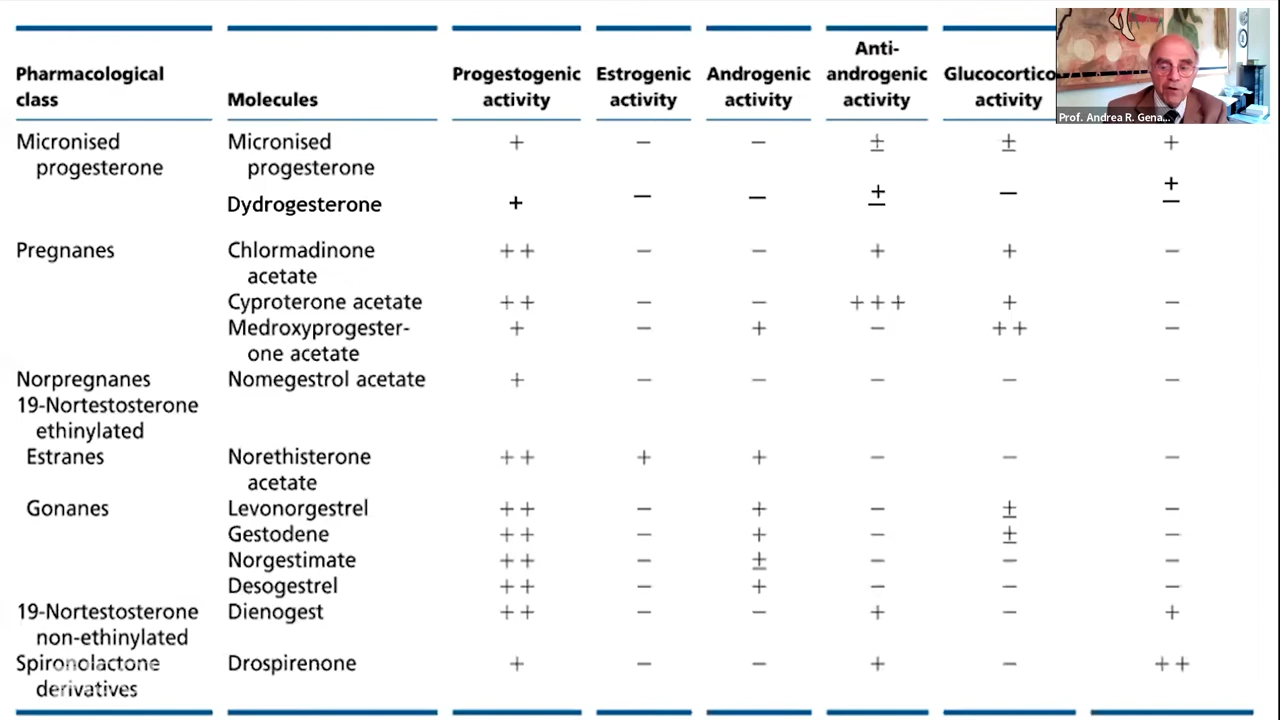 Anti-
Pharmacological Progestogenic Estrogenic Androgenic androgenic
class Molecules activity activity activity activity activity
Prof. Andrea R. Gena...
Micronised Micronised + − − ± ± +
progesterone progesterone
Dydrogesterone + − − ± − ±
Pregnanes Chlormadinone ++ − − + + −
acetate
Cyproterone acetate ++ − − +++ + −
Medroxyprogester- + − + − ++ −
one acetate
Norpregnanes Nomegestrol acetate + − − − − −
19-Nortestosterone
ethinylated
Estranes Norethisterone ++ + + − − −
acetate
Gonanes Levonorgestrel ++ − + − ± −
Gestodene ++ − + − ± −
Norgestimate ++ − ± − − −
Desogestrel ++ − + − − −
19-Nortestosterone Dienogest ++ − − + − +
non-ethinylated
Spironolactone Drospirenone + − − + − ++
derivatives